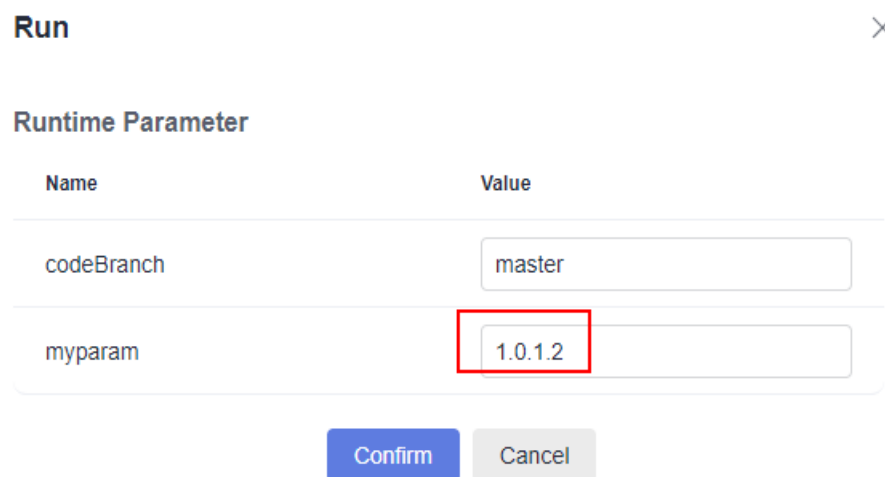 Run
Runtime Parameter
Name Value
codeBranch master
myparam 1.0.1.2
Confirm Cancel